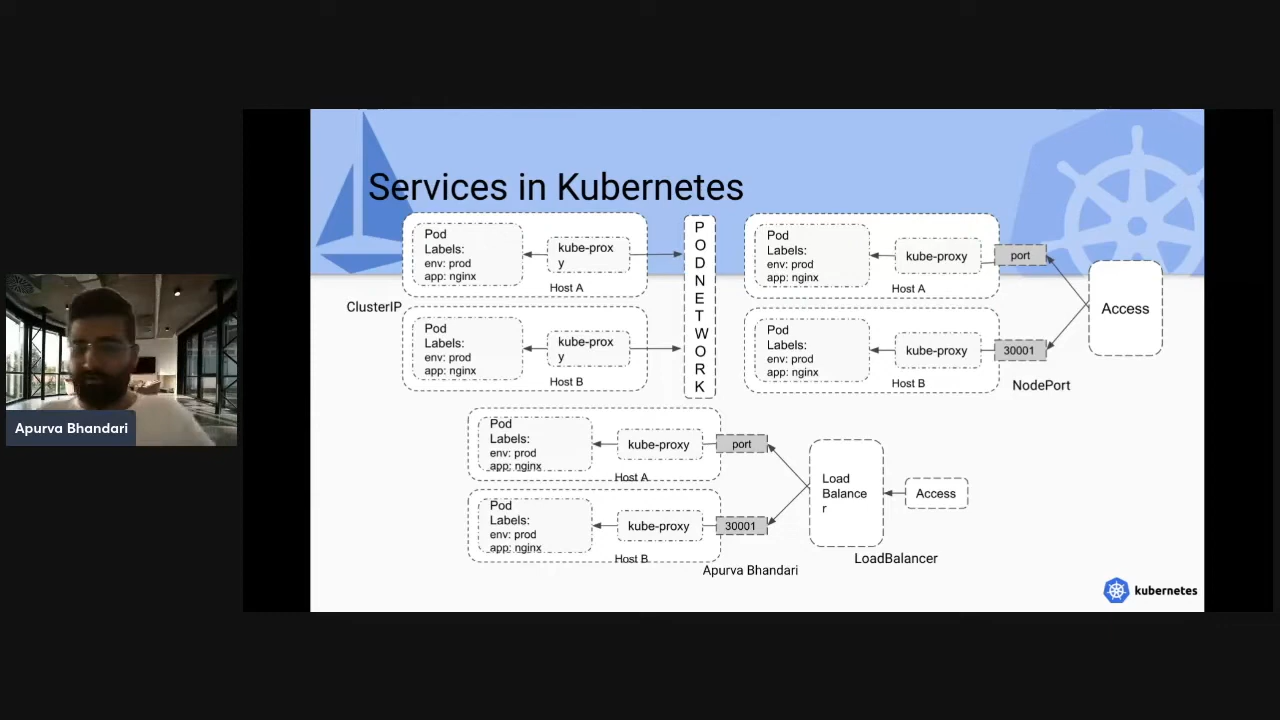 Services in Kubernetes
Pod
Labels:
env: prod
app: nginx
kube-prox
y
Host A
ClusterIP
Pod
Labels:
env: prod
app: nginx
kube-prox
y
Host B
P
O
D
N
E
T
W
O
R
K
Pod
Labels:
env: prod
app: nginx
kube-proxy
Host A
port
Pod
Labels:
env: prod
app: nginx
kube-proxy
Host B
30001
Access
NodePort
Pod
Labels:
env: prod
app: nginx
kube-proxy
Host A
port
Pod
Labels:
env: prod
app: nginx
kube-proxy
Host B
30001
Load
Balance
r
Access
LoadBalancer
Apurva Bhandari
kubernetes
Apurva Bhandari